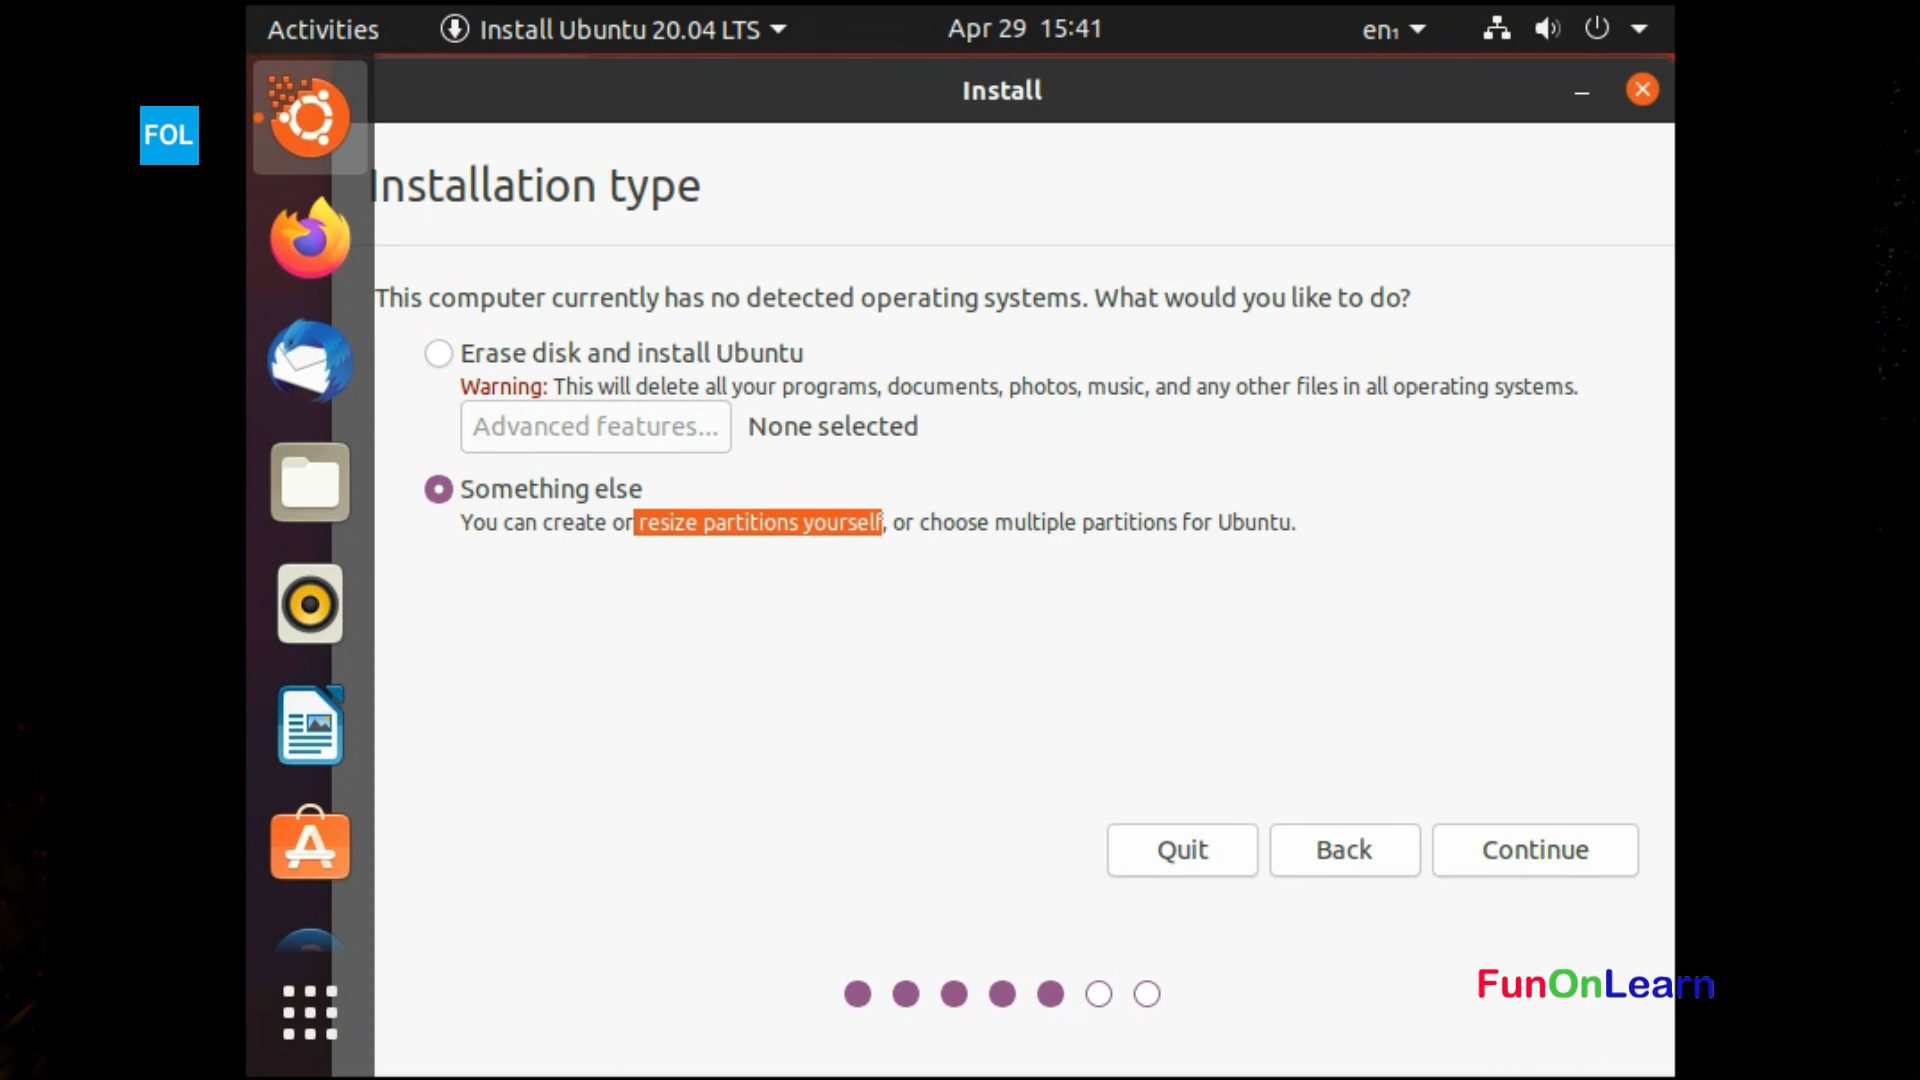 Activities Install Ubuntu 20.04 LTS Apr 29 15:41 en₁
Install
FOL
Installation type
This computer currently has no detected operating systems. What would you like to do?
Erase disk and install Ubuntu
Warning: This will delete all your programs, documents, photos, music, and any other files in all operating systems.
Advanced features... None selected
Something else
You can create or resize partitions yourself, or choose multiple partitions for Ubuntu.
Quit Back Continue
FunOnLearn